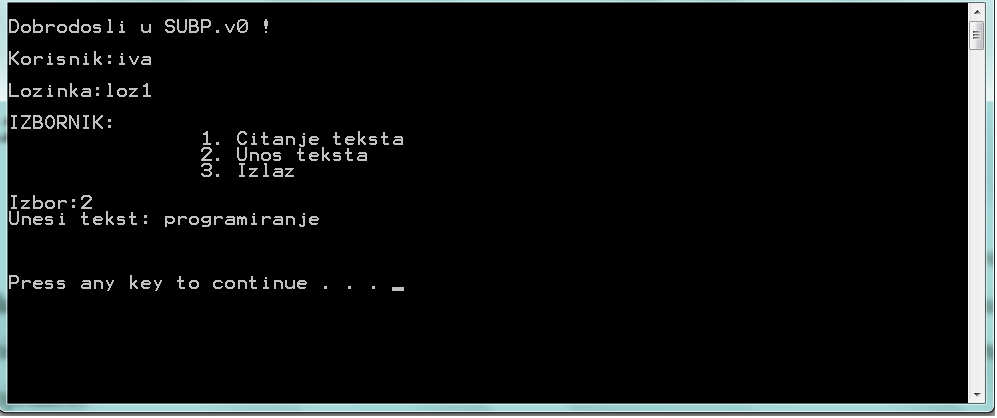 Dobrodosli u SUBP.v0 !
Korisnik:iva
Lozinka:loz1
IZBORNIK:
1. Citanje teksta
2. Unos teksta
3. Izlaz
Izbor:2
Unesi tekst: programiranje
Press any key to continue . . . _